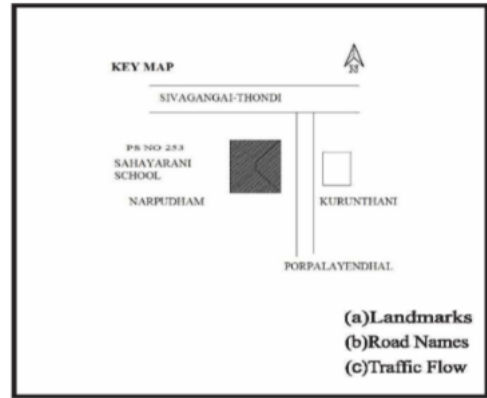 KEY MAP
SIVAGANGAI-THONDI
PS NO 253
SAHAYARANI
SCHOOL
NARPUDHAM
KURUNTHANI
PORPALAYENDHAL
(a)Landmarks
(b)Road Names
(c)Traffic Flow